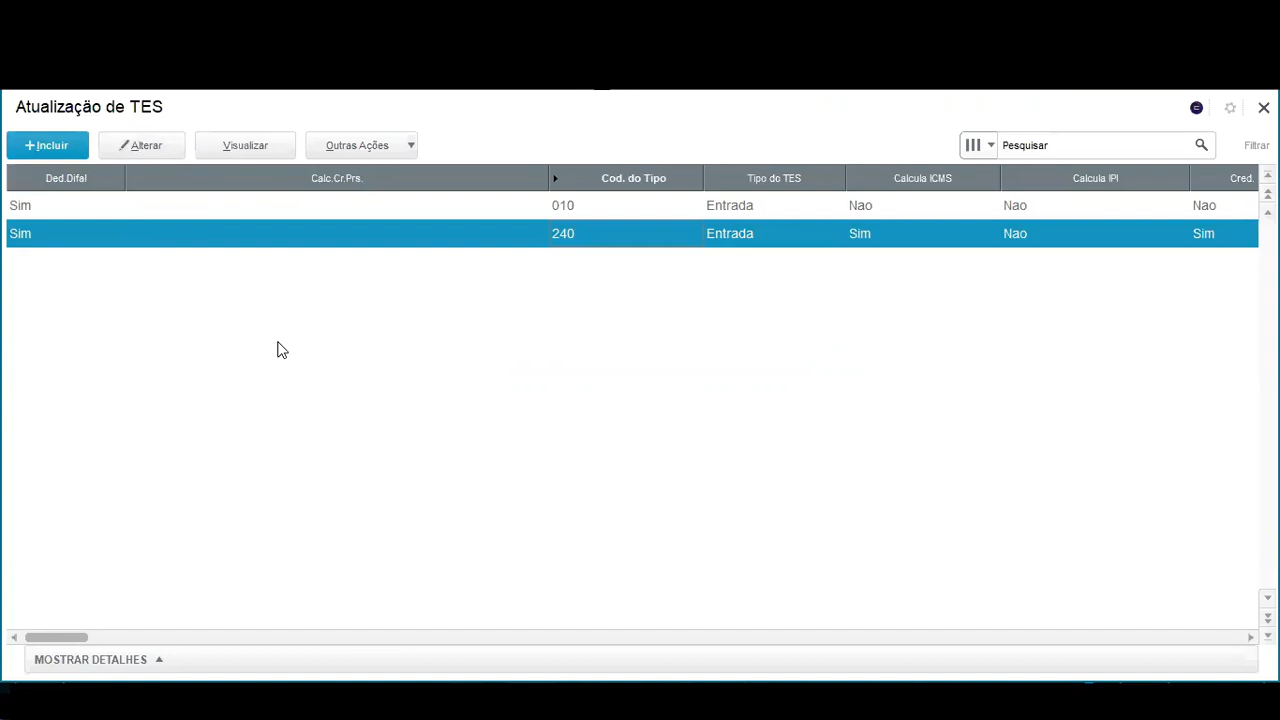 Atualização de TES
+Incluir Alterar Visualizar Outras Ações Pesquisar Filtrar
Ded.Difal Calc.Cr.Prs. Cod. do Tipo Tipo do TES Calcula ICMS Calcula IPI Cred.
Sim 010 Entrada Nao Nao Nao
Sim 240 Entrada Sim Nao Sim
MOSTRAR DETALHES